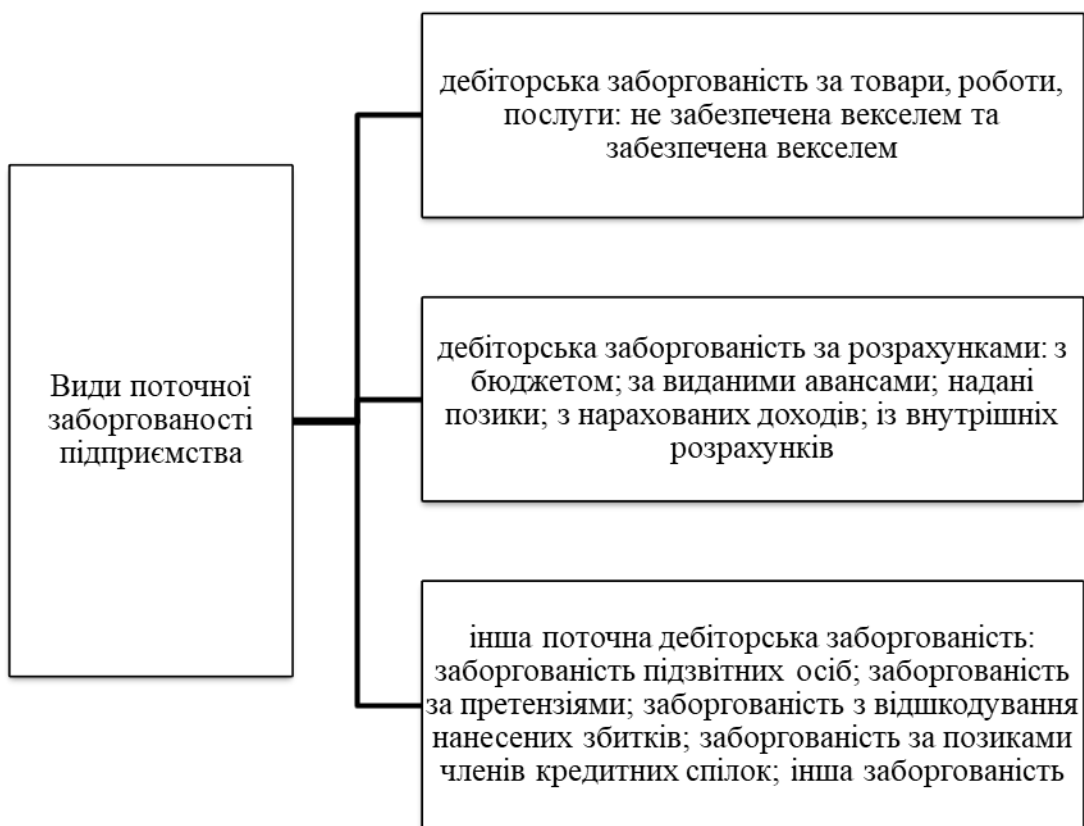 Види поточної
заборгованості
підприємства
дебіторська заборгованість за товари, роботи,
послуги: не забезпечена векселем та
забезпечена векселем
дебіторська заборгованість за розрахунками: з
бюджетом; за виданими авансами; надані
позики; з нарахованих доходів; із внутрішніх
розрахунків
інша поточна дебіторська заборгованість:
заборгованість підзвітних осіб; заборгованість
за претензіями; заборгованість з відшкодування
нанесених збитків; заборгованість за позиками
членів кредитних спілок; інша заборгованість